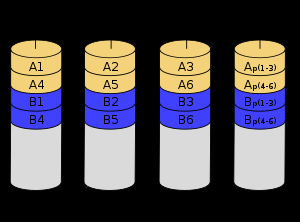 A1 A2 A3 Ap(1-3)
A4 A5 A6 Ap(4-6)
B1 B2 B3 Bp(1-3)
B4 B5 B6 Bp(4-6)